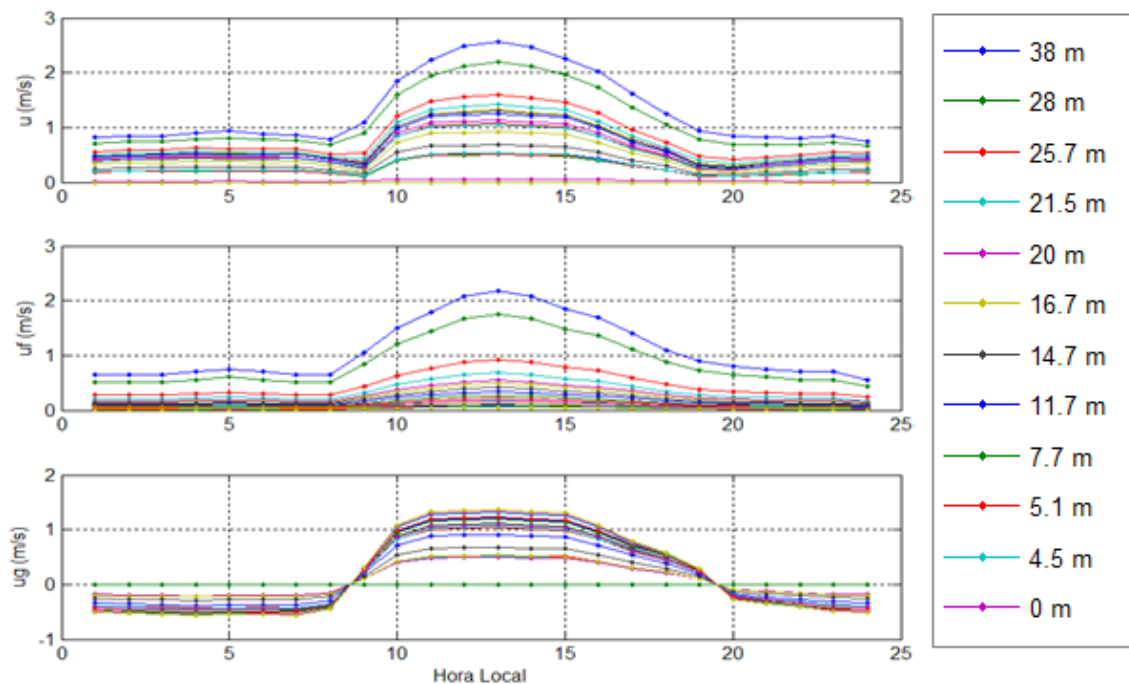 3
2
1
0
u (m/s)
0 5 10 15 20 25
3
2
1
0
uf (m/s)
0 5 10 15 20 25
2
1
0
-1
ug (m/s)
0 5 10 15 20 25
Hora Local
38 m
28 m
25.7 m
21.5 m
20 m
16.7 m
14.7 m
11.7 m
7.7 m
5.1 m
4.5 m
0 m